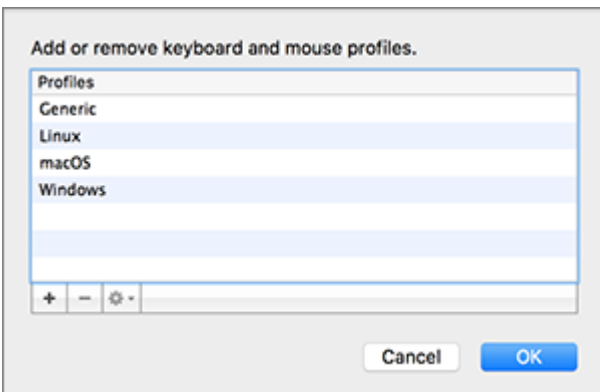 Add or remove keyboard and mouse profiles.
Profiles
Generic
Linux
macOS
Windows
+ -
Cancel OK